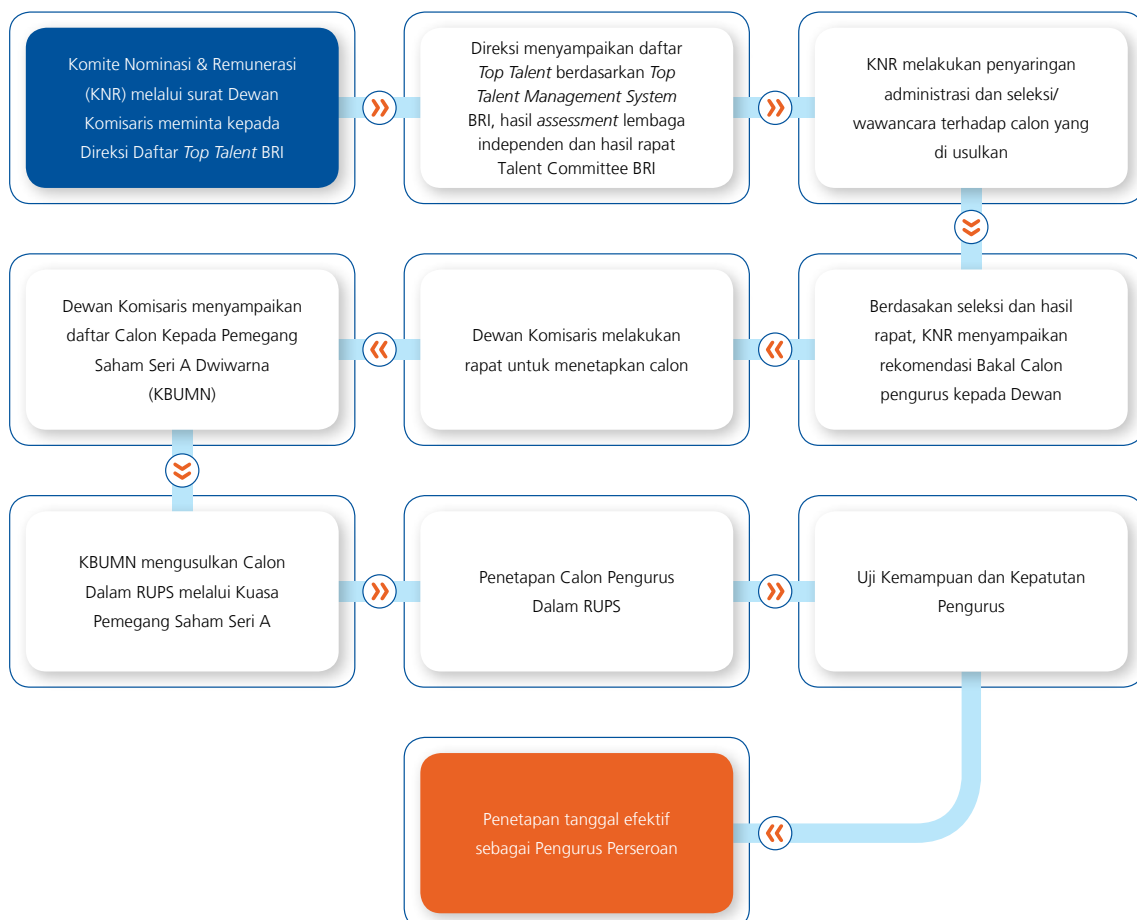 Komite Nominasi & Remunerasi
(KNR) melalui surat Dewan
Komisaris meminta kepada
Direksi Daftar Top Talent BRI
Direksi menyampaikan daftar
Top Talent berdasarkan Top
Talent Management System
BRI, hasil assessment lembaga
independen dan hasil rapat
Talent Committee BRI
KNR melakukan penyaringan
administrasi dan seleksi/
wawancara terhadap calon yang
di usulkan
Berdasakan seleksi dan hasil
rapat, KNR menyampaikan
rekomendasi Bakal Calon
pengurus kepada Dewan
Dewan Komisaris melakukan
rapat untuk menetapkan calon
Dewan Komisaris menyampaikan
daftar Calon Kepada Pemegang
Saham Seri A Dwiwarna
(KBUMN)
KBUMN mengusulkan Calon
Dalam RUPS melalui Kuasa
Pemegang Saham Seri A
Penetapan Calon Pengurus
Dalam RUPS
Uji Kemampuan dan Kepatutan
Pengurus
Penetapan tanggal efektif
sebagai Pengurus Perseroan